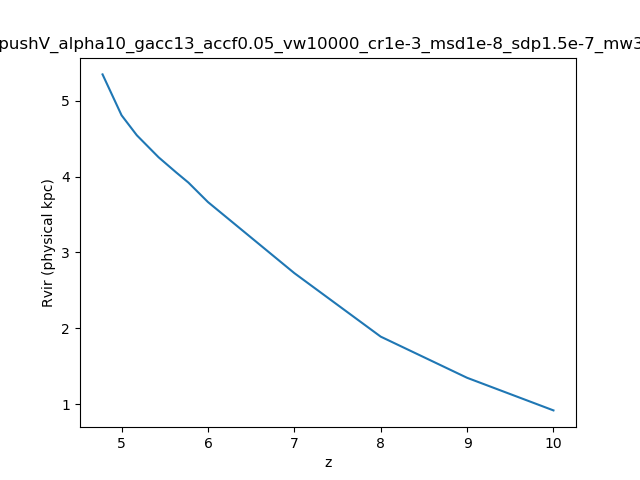 pushV_alpha10_gacc13_accf0.05_vw10000_cr1e-3_msd1e-8_sdp1.5e-7_mw3
Rvir (physical kpc)
5
4
3
2
1
5 6 7 8 9 10
z